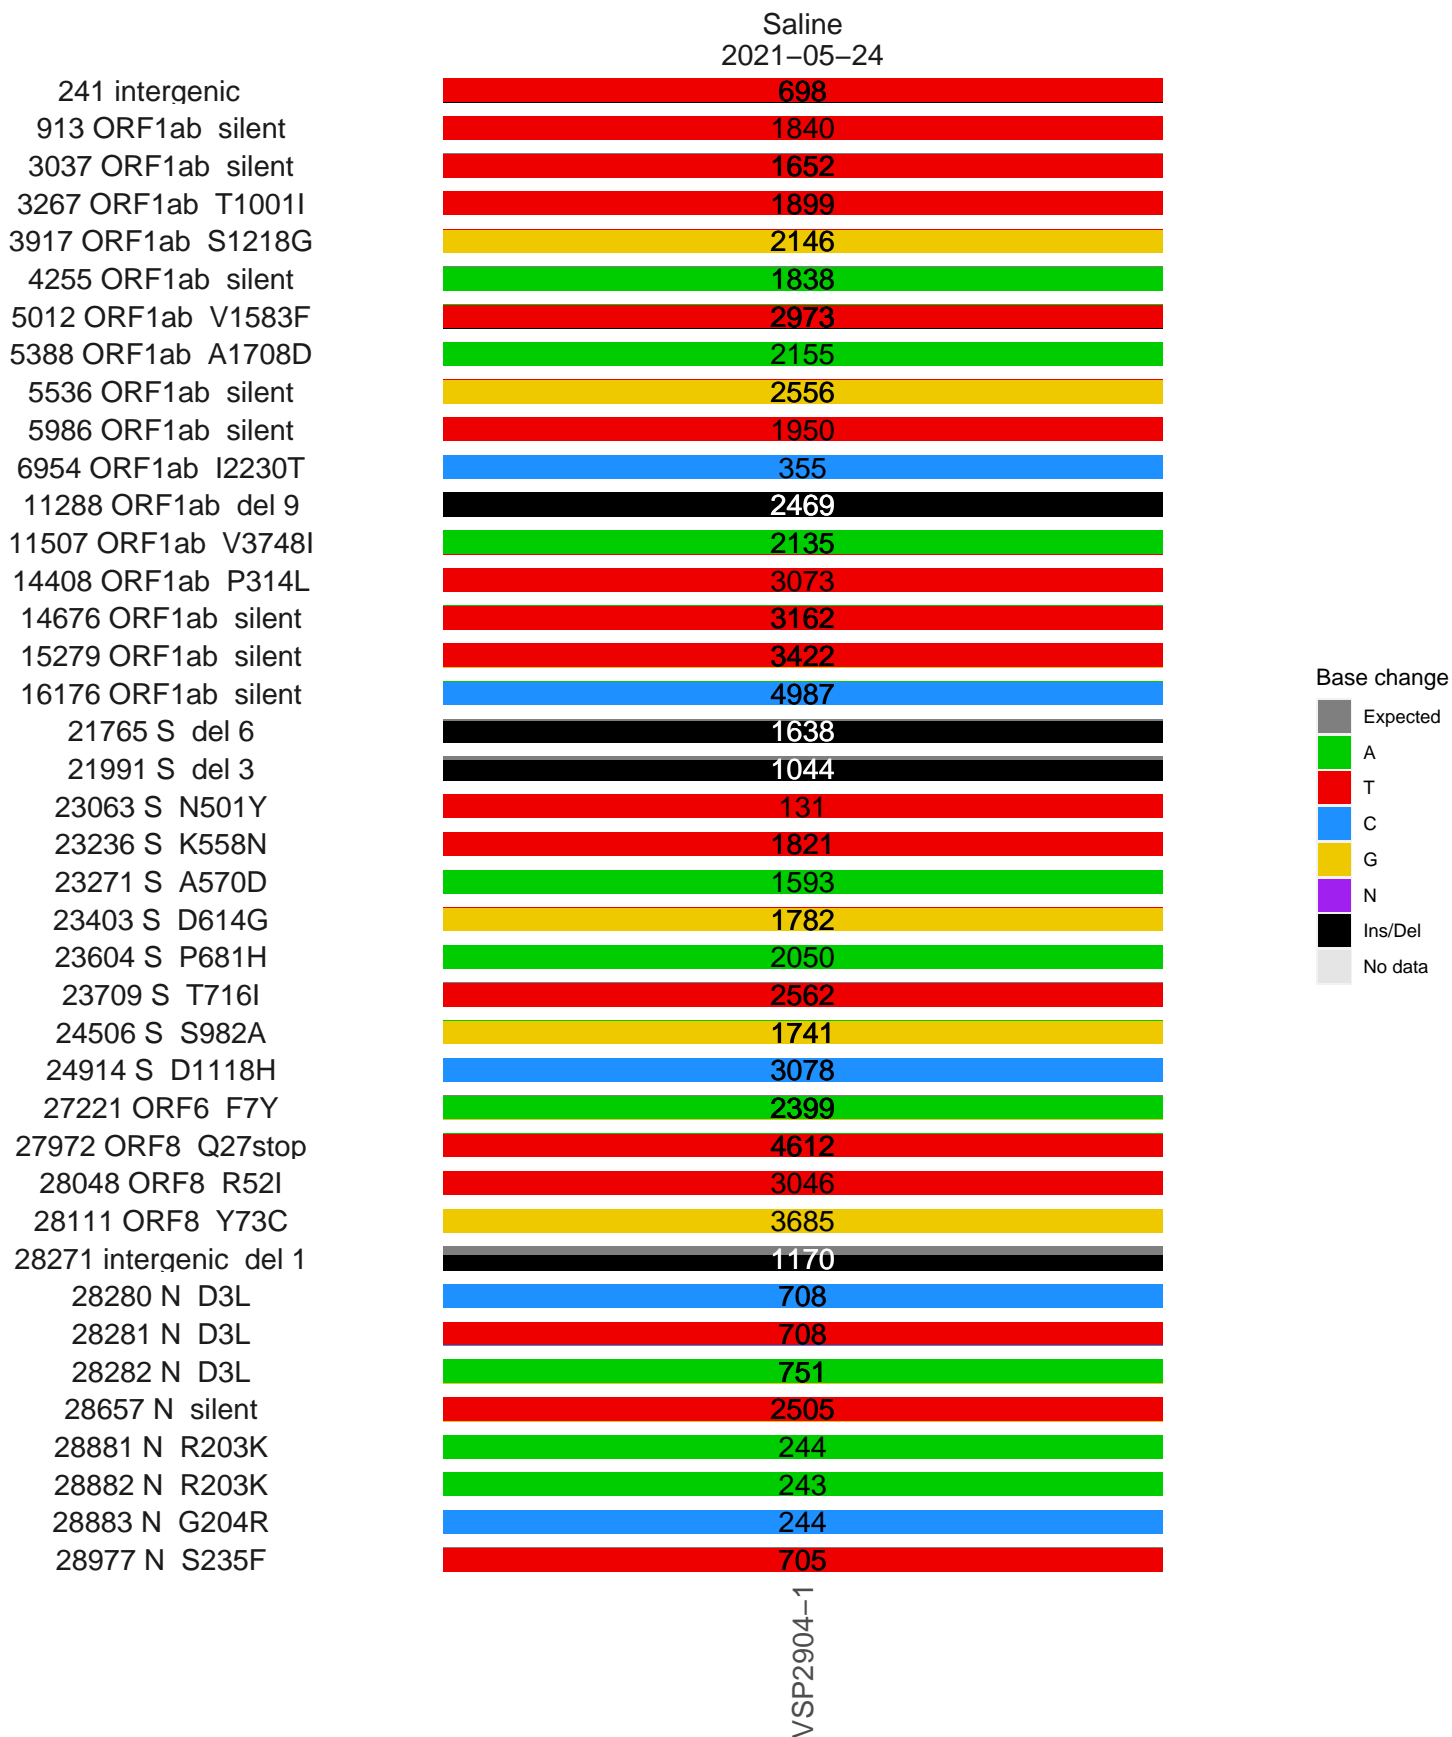 Saline
2021−05−24
241 intergenic 698
913 ORF1ab silent 1840
3037 ORF1ab silent 1652
3267 ORF1ab T1001I 1899
3917 ORF1ab S1218G 2146
4255 ORF1ab silent 1838
5012 ORF1ab V1583F 2973
5388 ORF1ab A1708D 2155
5536 ORF1ab silent 2556
5986 ORF1ab silent 1950
6954 ORF1ab I2230T 355
11288 ORF1ab del 9 2469
11507 ORF1ab V3748I 2135
14408 ORF1ab P314L 3073
14676 ORF1ab silent 3162
15279 ORF1ab silent 3422
16176 ORF1ab silent 4987
21765 S del 6 1638
21991 S del 3 1044
23063 S N501Y 131
23236 S K558N 1821
23271 S A570D 1593
23403 S D614G 1782
23604 S P681H 2050
23709 S T716I 2562
24506 S S982A 1741
24914 S D1118H 3078
27221 ORF6 F7Y 2399
27972 ORF8 Q27stop 4612
28048 ORF8 R52I 3046
28111 ORF8 Y73C 3685
28271 intergenic del 1 1170
28280 N D3L 708
28281 N D3L 708
28282 N D3L 751
28657 N silent 2505
28881 N R203K 244
28882 N R203K 243
28883 N G204R 244
28977 N S235F 705
VSP2904−1
Base change
Expected
A
T
C
G
N
Ins/Del
No data